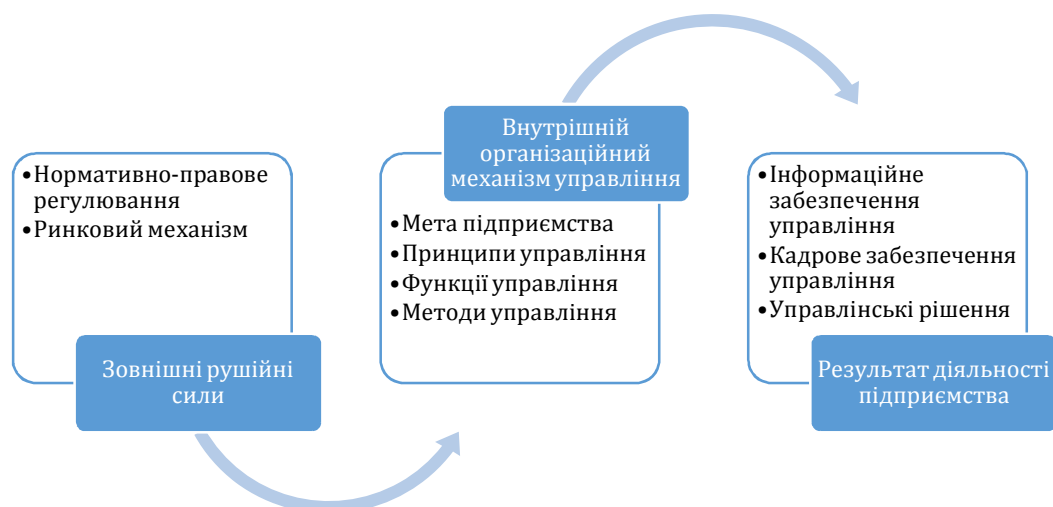 •Нормативно-правове
регулювання
•Ринковий механізм
Зовнішні рушійні
сили
Внутрішній
організаційний
механізм управління
•Мета підприємства
•Принципи управління
•Функції управління
•Методи управління
•Інформаційне
забезпечення
управління
•Кадрове забезпечення
управління
•Управлінські рішення
Результат діяльності
підприємства